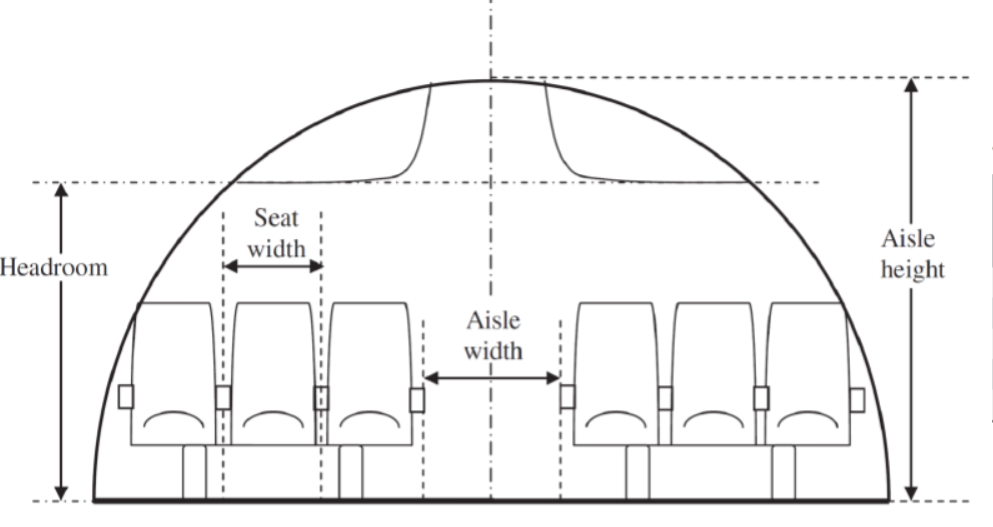 Seat
width
Headroom
Aisle
height
Aisle
width